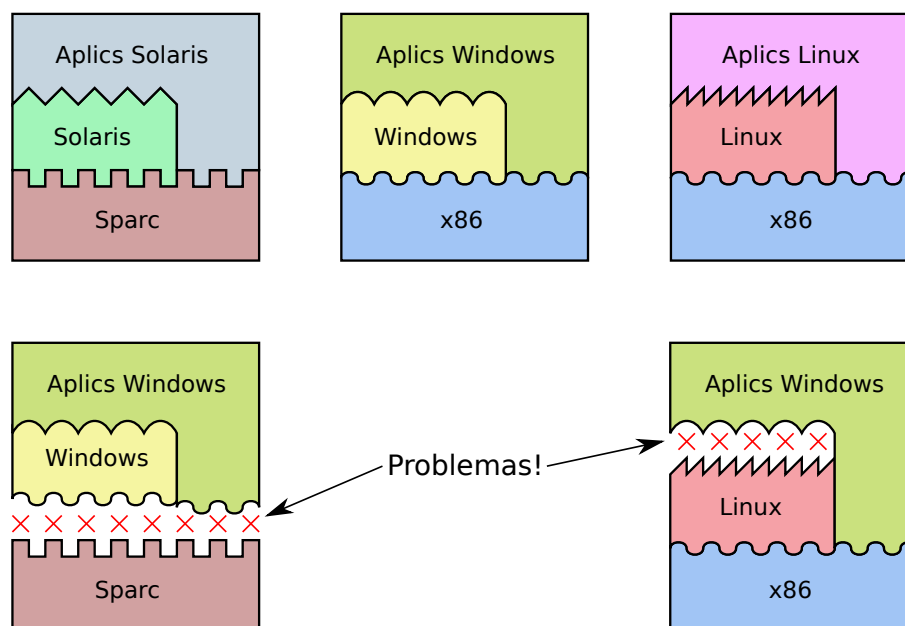 Aplics Solaris
Solaris
Sparc
Aplics Windows
Windows
x86
Aplics Linux
Linux
x86
Aplics Windows
Windows
Sparc
Problemas!
Aplics Windows
Linux
x86